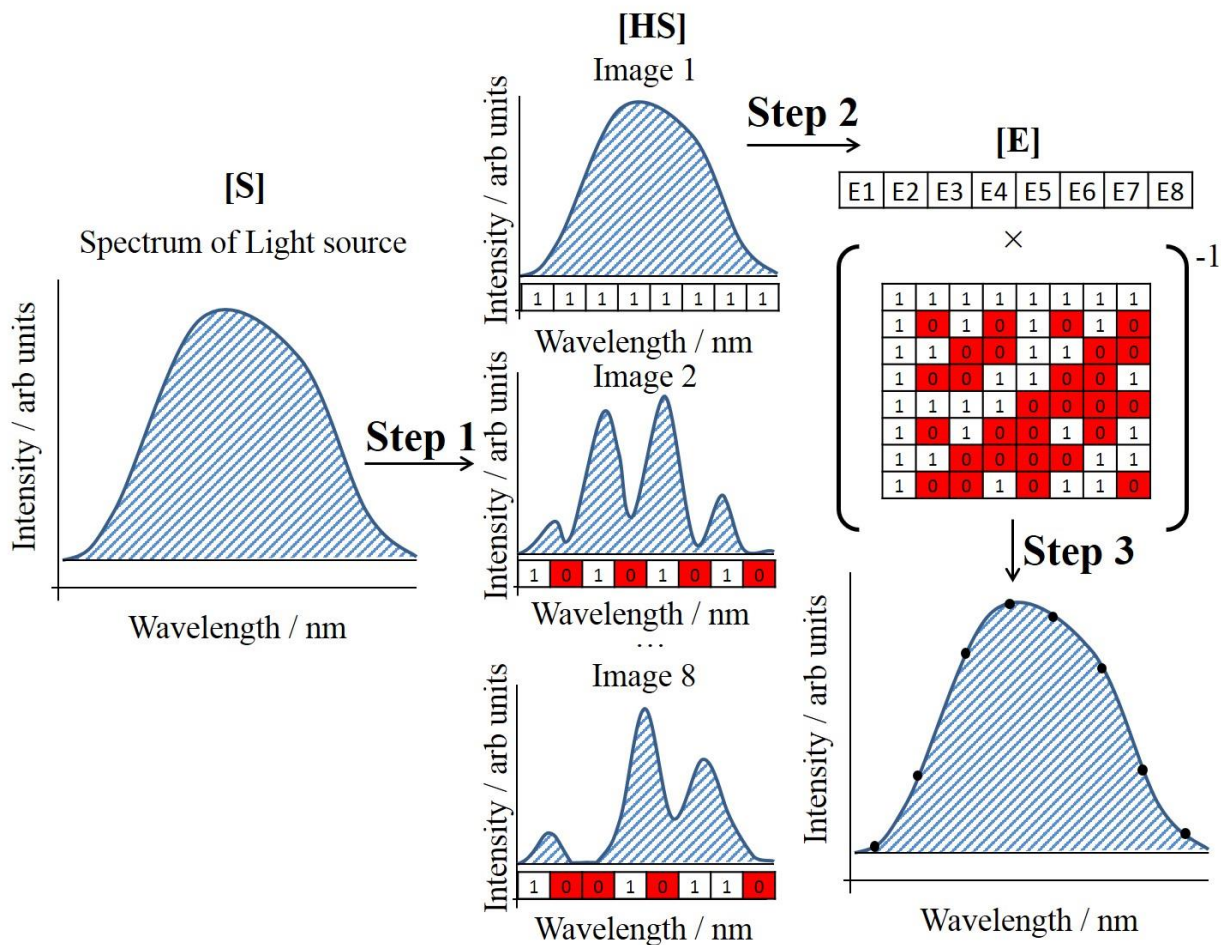 [S]
Spectrum of Light source
Intensity / arb units
Wavelength / nm
Step 1
[HS]
Image 1
Intensity / arb units
1 1 1 1 1 1 1 1
Wavelength / nm
Image 2
Intensity / arb units
1 0 1 0 1 0 1 0
Wavelength / nm
...
Image 8
Intensity / arb units
1 0 0 1 0 1 1 0
Wavelength / nm
Step 2
[E]
E1 E2 E3 E4 E5 E6 E7 E8
×
-1
1 1 1 1 1 1 1 1
1 0 1 0 1 0 1 0
1 1 0 0 1 1 0 0
1 0 0 1 1 0 0 1
1 1 1 1 0 0 0 0
1 0 1 0 0 1 0 1
1 1 0 0 0 0 1 1
1 0 0 1 0 1 1 0
Step 3
Intensity / arb units
Wavelength / nm